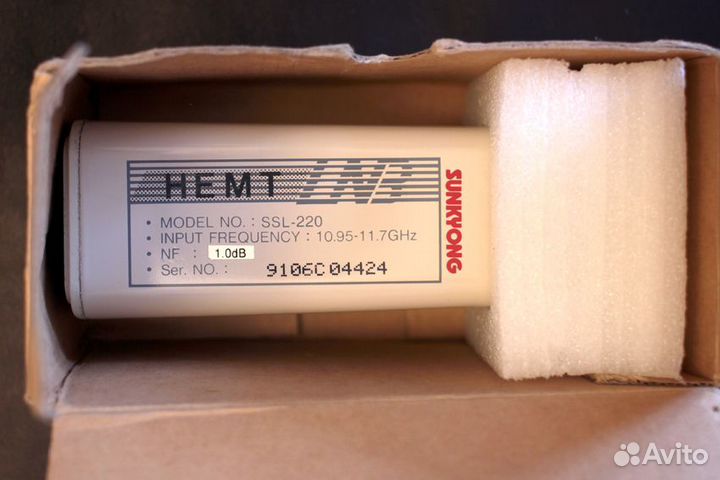 HEMT LNB
• MODEL NO. : SSL-220
• INPUT FREQUENCY : 10.95-11.7GHz
• NF : 1.0dB
• Ser. NO. : 9106C04424
SUNKYONG
Avito